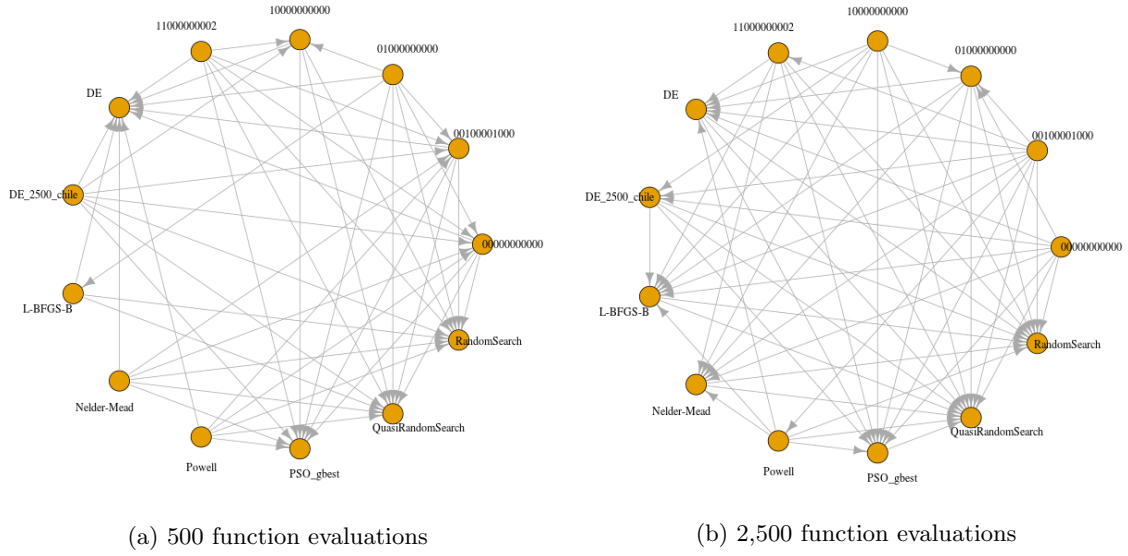 10000000000
11000000002
01000000000
DE
00100001000
DE_2500_chile
00000000000
L-BFGS-B
RandomSearch
Nelder-Mead
QuasiRandomSearch
Powell
PSO_gbest
(a) 500 function evaluations
10000000000
11000000002
01000000000
DE
00100001000
DE_2500_chile
00000000000
L-BFGS-B
RandomSearch
Nelder-Mead
QuasiRandomSearch
Powell
PSO_gbest
(b) 2,500 function evaluations